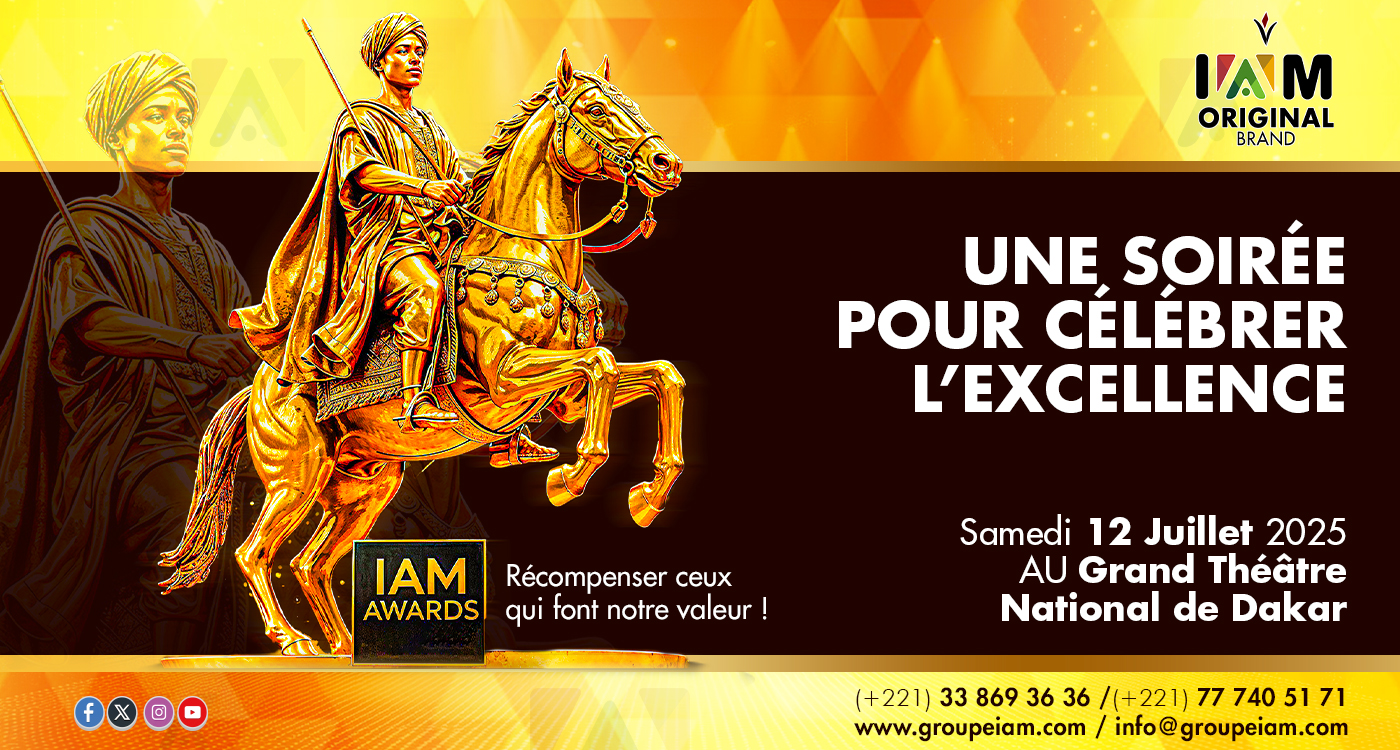 IAM
ORIGINAL
BRAND
UNE SOIRÉE
POUR CÉLÉBRER
L’EXCELLENCE
Samedi 12 Juillet 2025
AU Grand Théâtre
National de Dakar
IAM
AWARDS
Récompenser ceux
qui font notre valeur !
(+221) 33 869 36 36 /(+221) 77 740 51 71
www.groupeiam.com / info@groupeiam.com